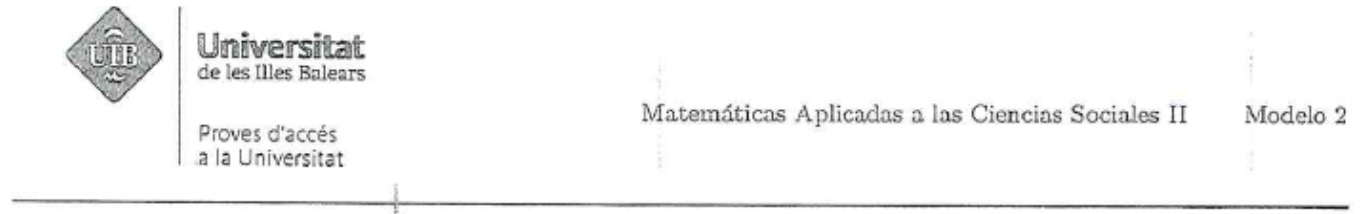 UIB
Universitat
de les Illes Balears
Proves d'accés
a la Universitat
Matemáticas Aplicadas a las Ciencias Sociales II Modelo 2